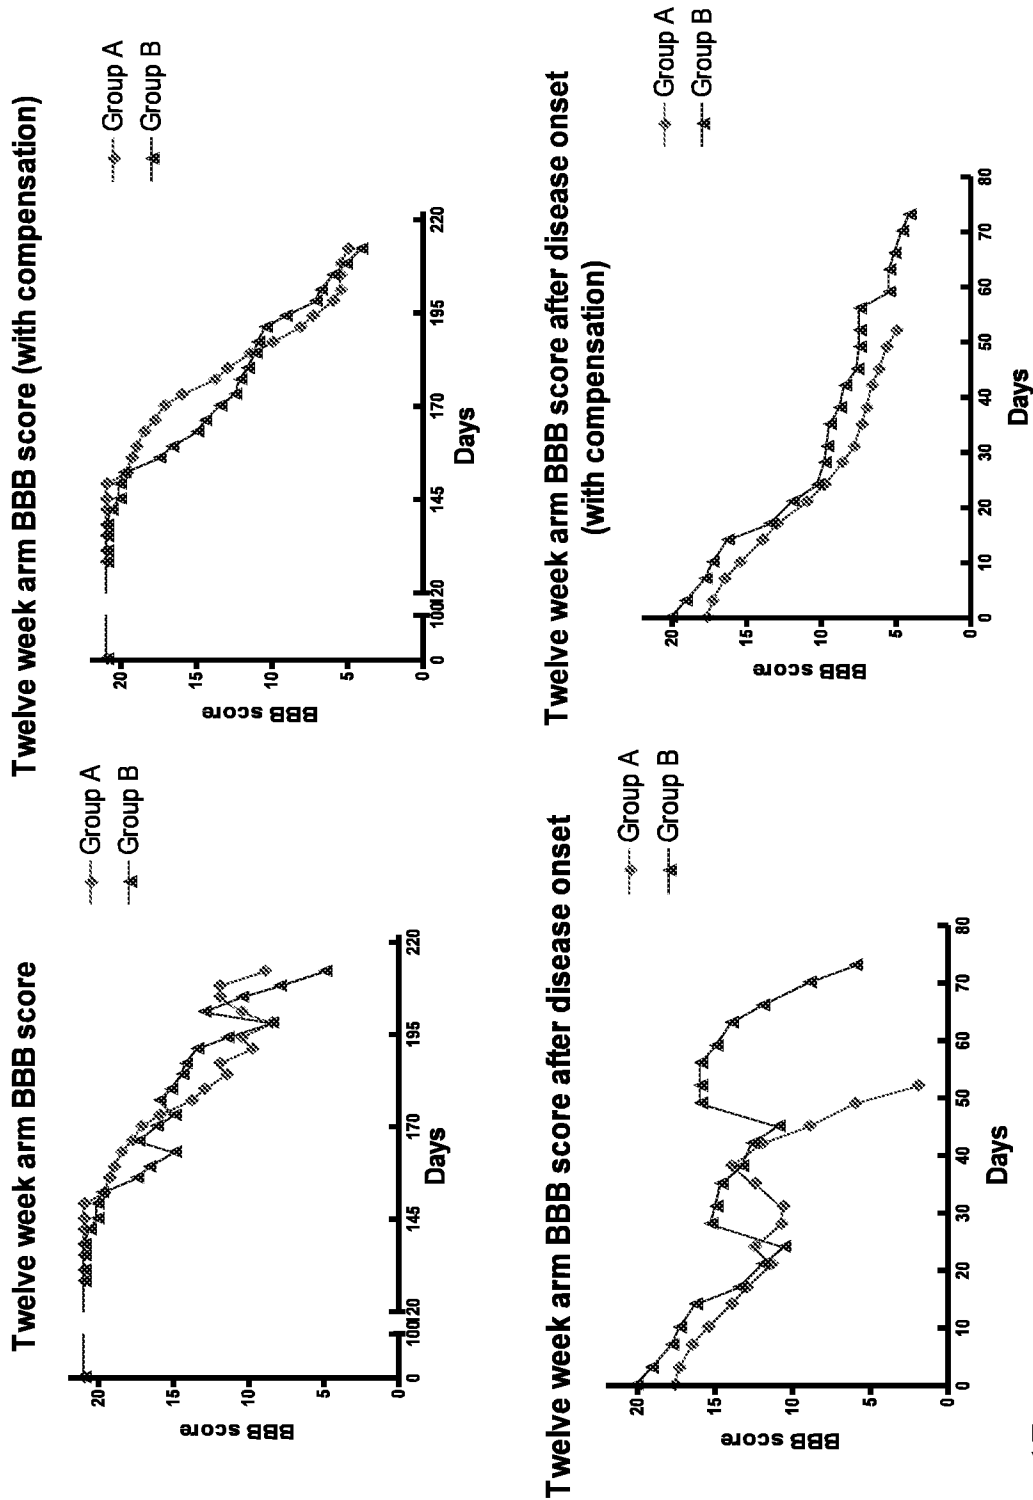 Twelve week arm BBB score
Group A
Group B
BBB score
20
15
10
5
0
0
100
120
145
170
195
220
Days
Twelve week arm BBB score (with compensation)
Group A
Group B
BBB score
20
15
10
5
0
0
100
120
145
170
195
220
Days
Twelve week arm BBB score after disease onset
Group A
Group B
BBB score
20
15
10
5
0
0
10
20
30
40
50
60
70
80
Days
Twelve week arm BBB score after disease onset
(with compensation)
Group A
Group B
BBB score
20
15
10
5
0
0
10
20
30
40
50
60
70
80
Days